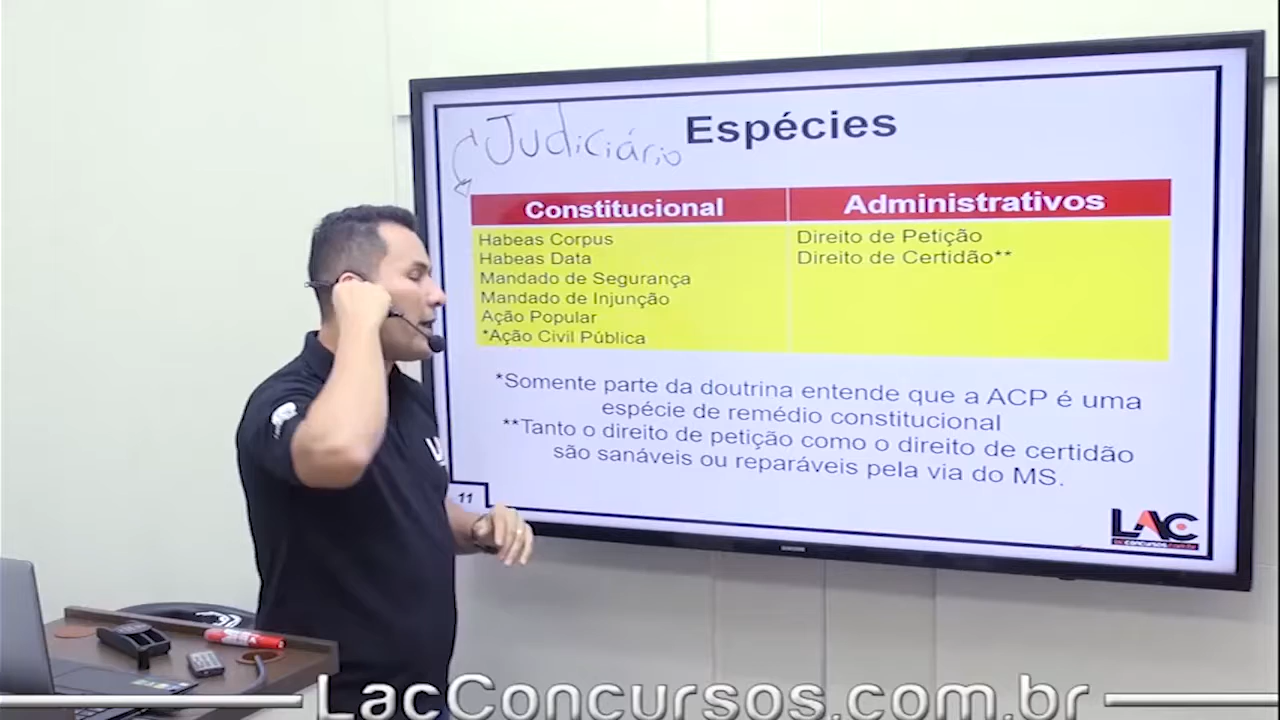 Judiciário
Espécies
Constitucional
Administrativos
Habeas Corpus
Habeas Data
Mandado de Segurança
Mandado de Injunção
Ação Popular
*Ação Civil Pública
Direito de Petição
Direito de Certidão**
*Somente parte da doutrina entende que a ACP é uma
espécie de remédio constitucional
**Tanto o direito de petição como o direito de certidão
são sanáveis ou reparáveis pela via do MS.
11
LAC
SAMSUNG
LacConcursos.com.br